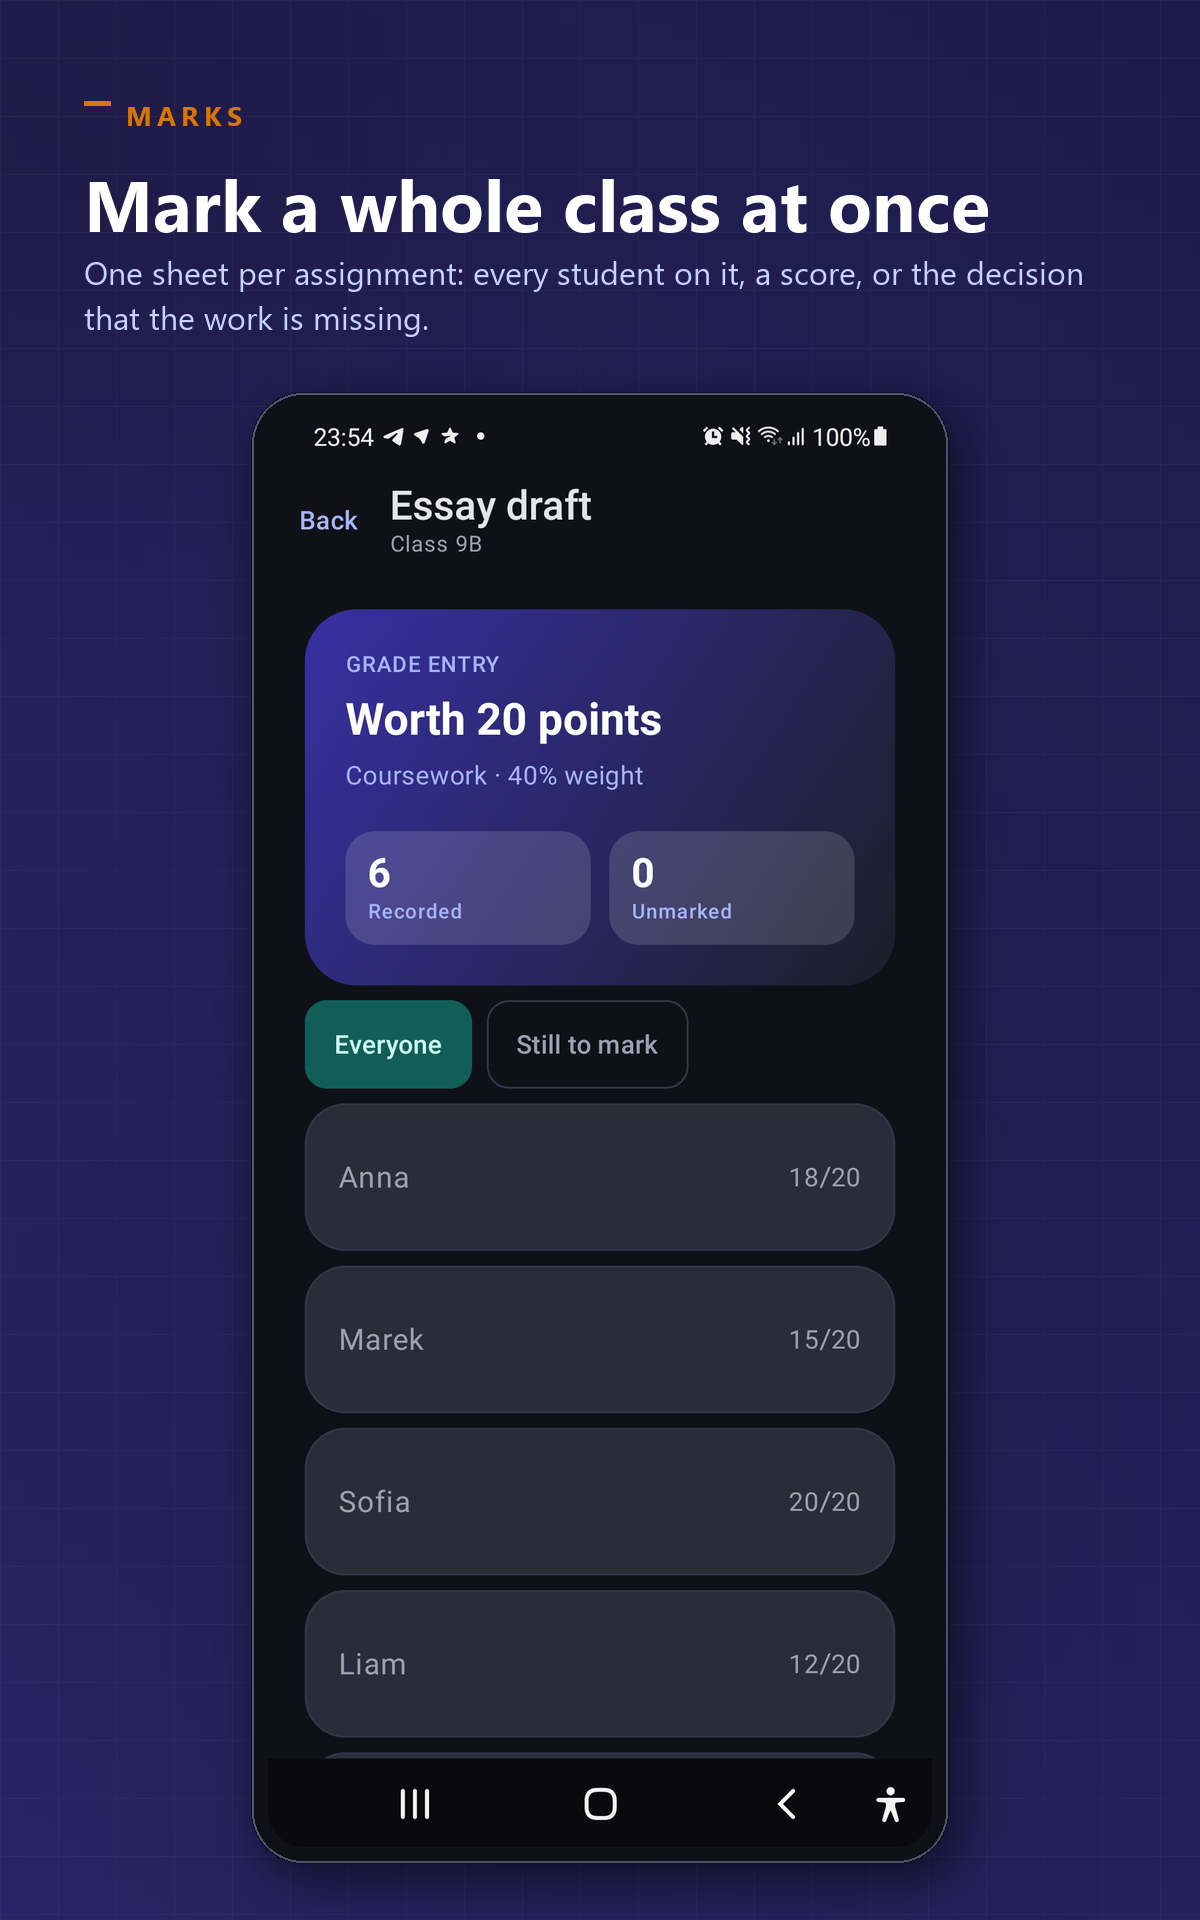 MARKS
Mark a whole class at once
One sheet per assignment: every student on it, a score, or the decision
that the work is missing.
23:54 100%
Back
Essay draft
Class 9B
GRADE ENTRY
Worth 20 points
Coursework · 40% weight
6
Recorded
0
Unmarked
Everyone
Still to mark
Anna 18/20
Marek 15/20
Sofia 20/20
Liam 12/20